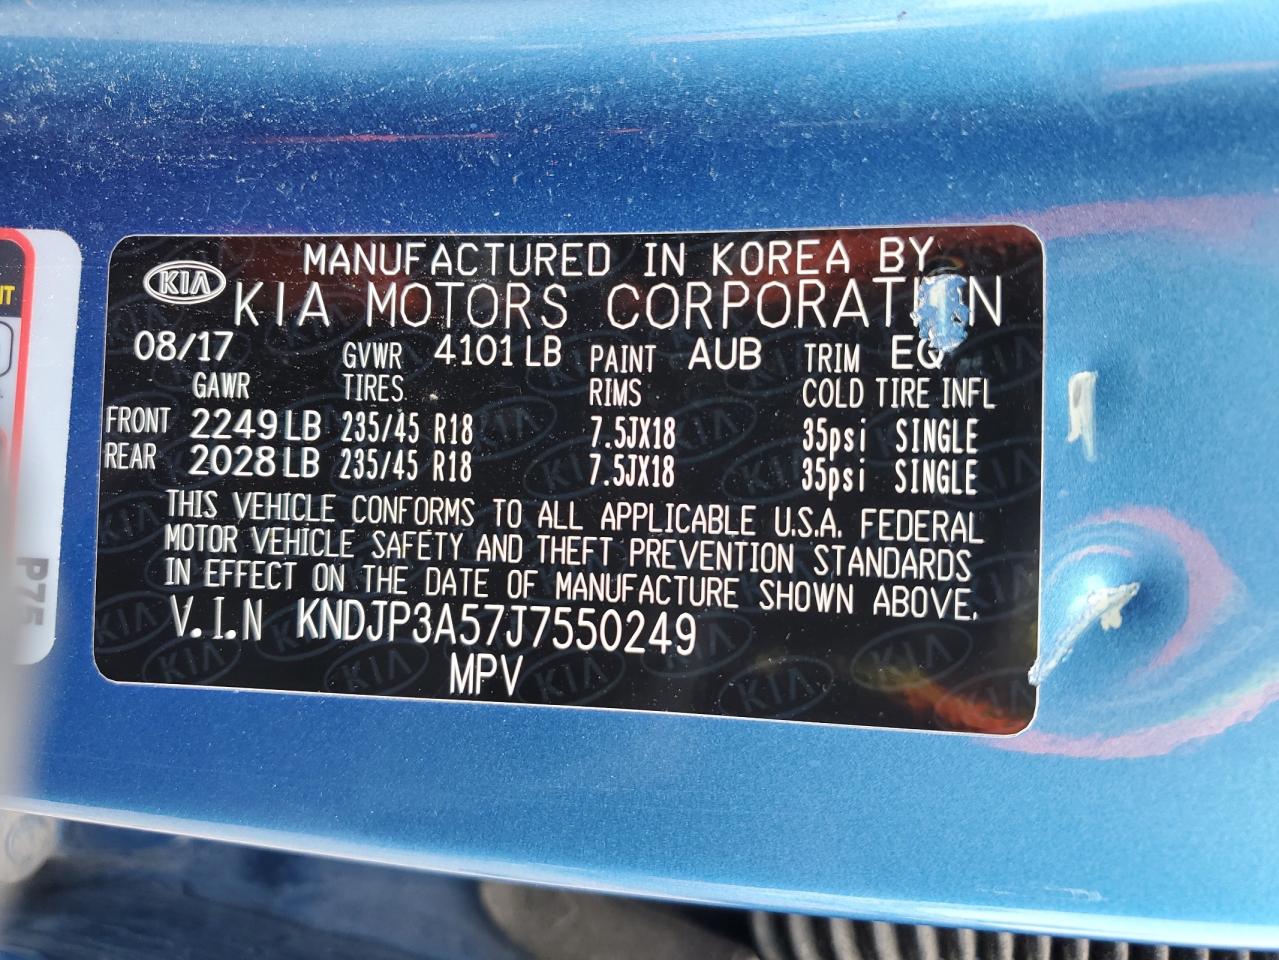 KIA
MANUFACTURED IN KOREA BY
KIA MOTORS
08/17 GVWR 4101 LB PAINT AUB TRIM EQ
GAWR TIRES RIMS COLD TIRE INFL
FRONT 2249 LB 235/45 R18 7.5JX18 35psi SINGLE
REAR 2028 LB 235/45 R18 7.5JX18 35psi SINGLE
THIS VEHICLE CONFORMS TO ALL APPLICABLE U.S.A. FEDERAL
MOTOR VEHICLE SAFETY AND THEFT PREVENTION STANDARDS
IN EFFECT ON THE DATE OF MANUFACTURE SHOWN ABOVE.
V.I.N KNDJP3A57J7550249
MPV